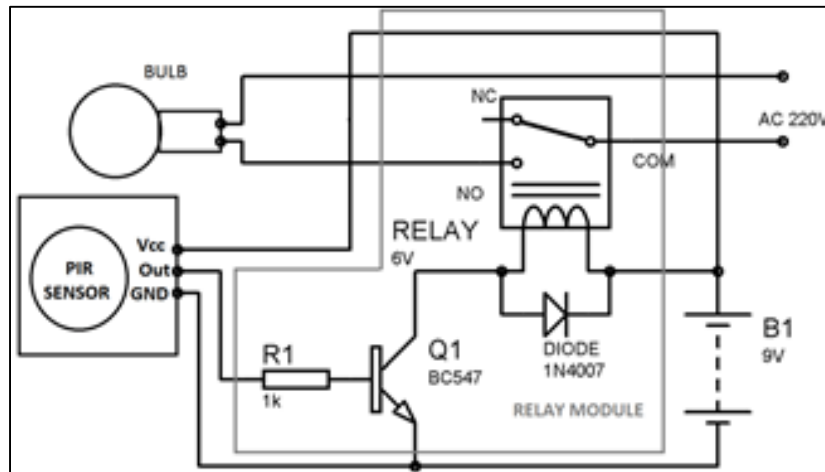 BULB
NC
AC 220V
COM
NO
RELAY
6V
Vcc
PIR
SENSOR
Out
GND
R1
1k
Q1
BC547
DIODE
1N4007
B1
9V
RELAY MODULE